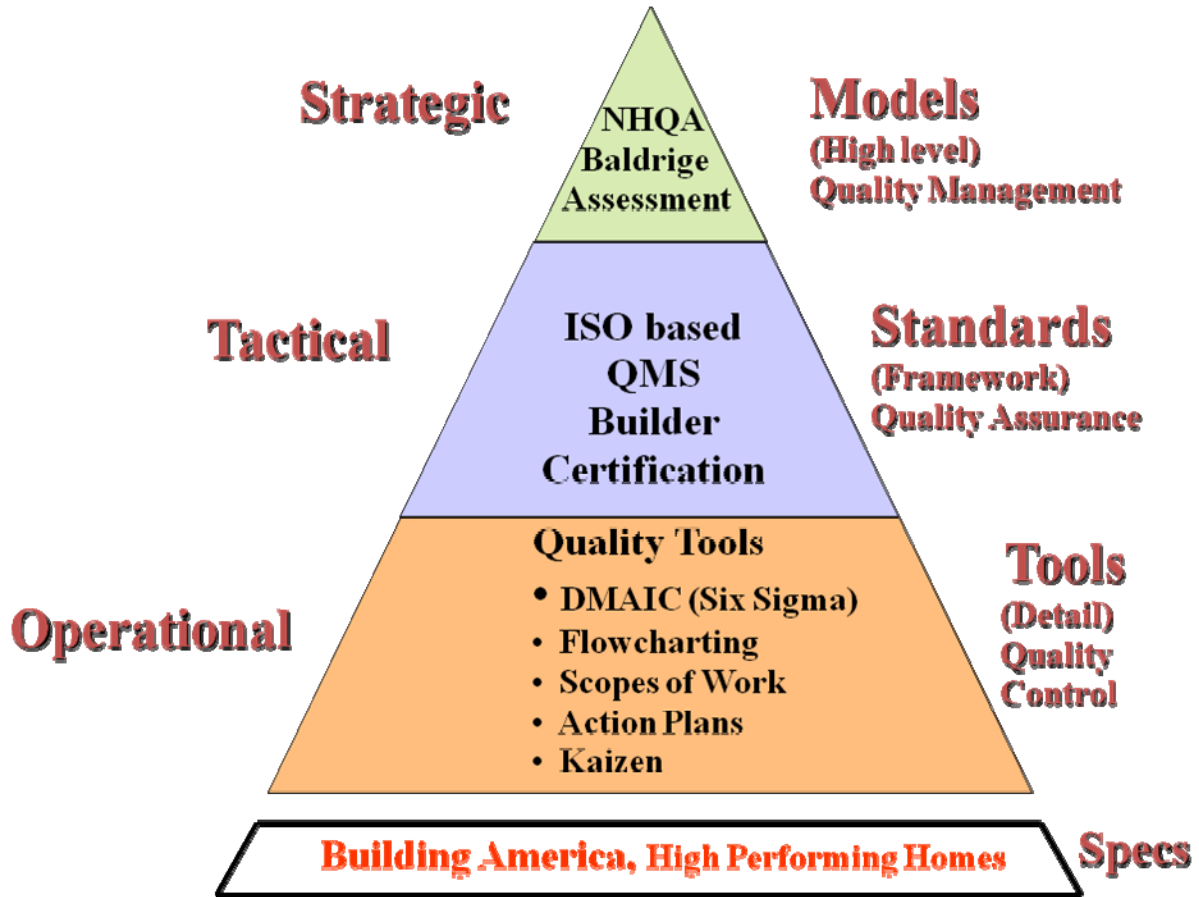 Strategic
NHQA
Baldrige
Assessment
Models
(High level)
Quality Management
Tactical
ISO based
QMS
Builder
Certification
Standards
(Framework)
Quality Assurance
Operational
Quality Tools
• DMAIC (Six Sigma)
• Flowcharting
• Scopes of Work
• Action Plans
• Kaizen
Tools
(Detail)
Quality
Control
Building America, High Performing Homes
Specs